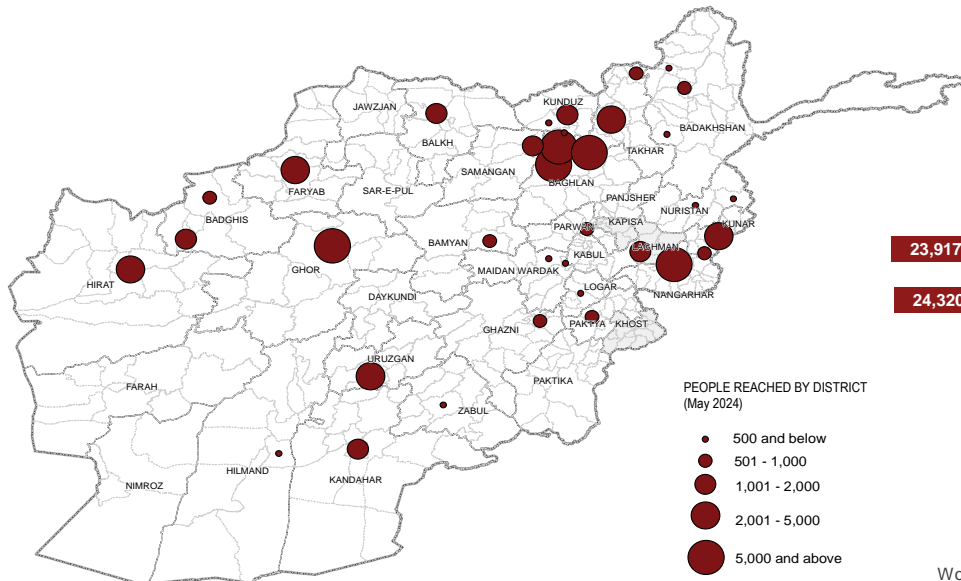 JAWZJAN
KUNDUZ
BALKH
BADAKHSHAN
TAKHAR
SAMANGAN
BAGHLAN
FARYAB
SAR-E-PUL
PANJSHER
NURISTAN
BADGHIS
PARWAN
KAPISA
KUNAR
BAMYAN
LAGHMAN
KABUL
GHOR
MAIDAN WARDAK
HIRAT
LOGAR
NANGARHAR
DAYKUNDI
GHAZNI
PAKTYA
KHOST
URUZGAN
FARAH
PAKTIKA
ZABUL
HILMAND
KANDAHAR
NIMROZ
23,917
24,320
PEOPLE REACHED BY DISTRICT
(May 2024)
500 and below
501 - 1,000
1,001 - 2,000
2,001 - 5,000
5,000 and above
Wo